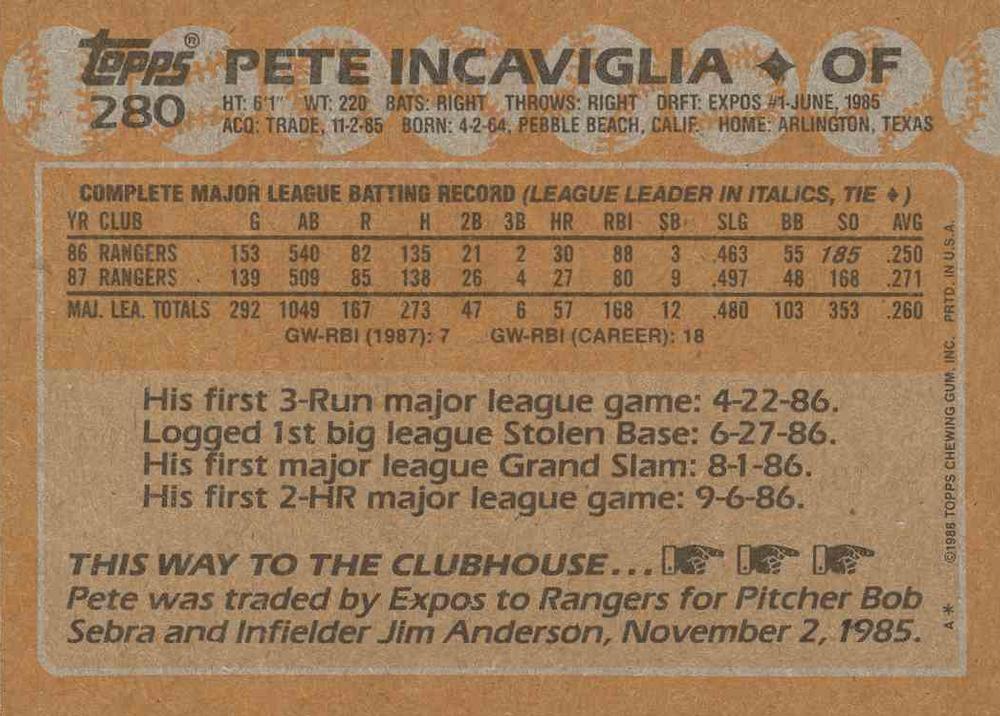 Topps® PETE INCAVIGLIA ♦ OF
280 HT: 6'1" WT: 220 BATS: RIGHT THROWS: RIGHT DRFT: EXPOS #1-JUNE, 1985
ACQ: TRADE, 11-2-85 BORN: 4-2-64, PEBBLE BEACH, CALIF. HOME: ARLINGTON, TEXAS
COMPLETE MAJOR LEAGUE BATTING RECORD (LEAGUE LEADER IN ITALICS, TIE ♦)
YR CLUB G AB R H 2B 3B HR RBI SB SLG BB SO AVG
86 RANGERS 153 540 82 135 21 2 30 88 3 .463 55 185 .250
87 RANGERS 139 509 85 138 26 4 27 80 9 .497 48 168 .271
MAJ. LEA. TOTALS 292 1049 167 273 47 6 57 168 12 .480 103 353 .260
GW-RBI (1987): 7 GW-RBI (CAREER): 18
His first 3-Run major league game: 4-22-86.
Logged 1st big league Stolen Base: 6-27-86.
His first major league Grand Slam: 8-1-86.
His first 2-HR major league game: 9-6-86.
THIS WAY TO THE CLUBHOUSE...
Pete was traded by Expos to Rangers for Pitcher Bob
Sebra and Infielder Jim Anderson, November 2, 1985.
A* ©1988 TOPPS CHEWING GUM, INC. PRTD. IN U.S.A.